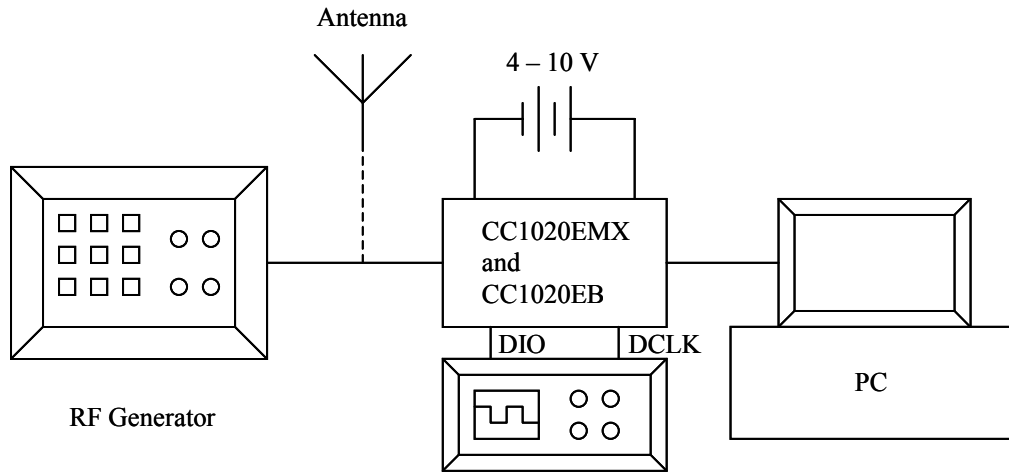 Antenna
4 – 10 V
CC1020EMX
and
CC1020EB
DIO
DCLK
PC
RF Generator